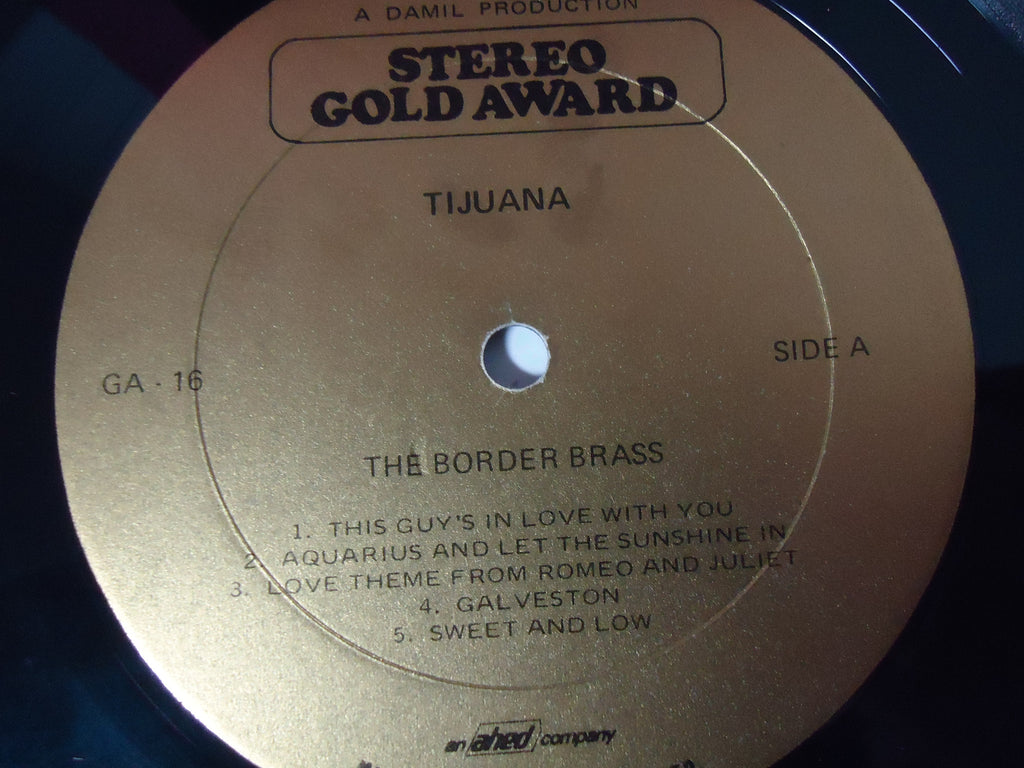 A DAMIL PRODUCTION
STEREO
GOLD AWARD
TIJUANA
GA - 16
SIDE A
THE BORDER BRASS
1. THIS GUY'S IN LOVE WITH YOU
2. AQUARIUS AND LET THE SUNSHINE IN
3. LOVE THEME FROM ROMEO AND JULIET
4. GALVESTON
5. SWEET AND LOW
an ahed company